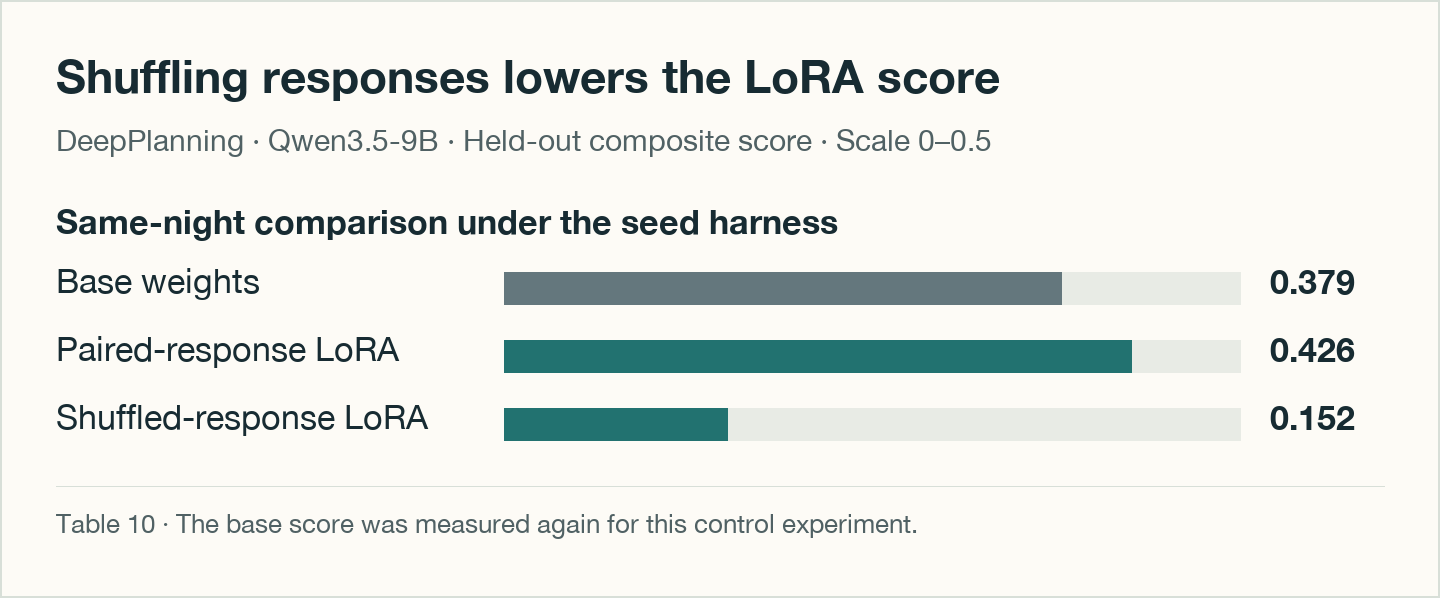 Shuffling responses lowers the LoRA score
DeepPlanning · Qwen3.5-9B · Held-out composite score · Scale 0–0.5
Same-night comparison under the seed harness
Base weights 0.379
Paired-response LoRA 0.426
Shuffled-response LoRA 0.152
Table 10 · The base score was measured again for this control experiment.